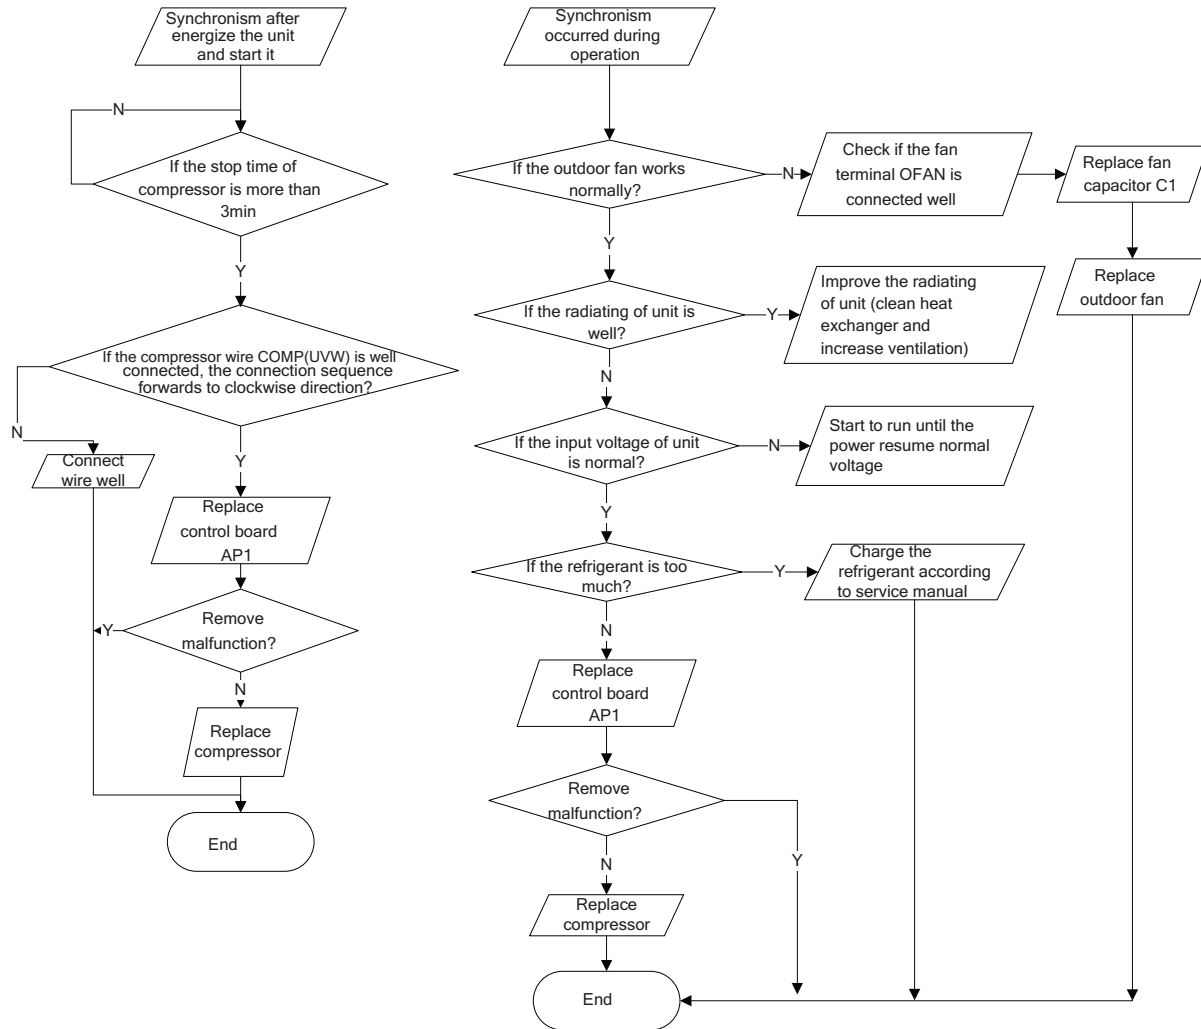 Synchronism after
energize the unit
and start it
N
If the stop time of
compressor is more than
3min
Y
If the compressor wire COMP(UVW) is well
connected, the connection sequence
forwards to clockwise direction?
N
Connect
wire well
Y
Replace
control board
AP1
Remove
malfunction?
Y
N
Replace
compressor
End
Synchronism
occurred during
operation
If the outdoor fan works
normally?
N
Check if the fan
terminal OFAN is
connected well
Replace fan
capacitor C1
Replace
outdoor fan
Y
If the radiating of unit is
well?
Y
Improve the radiating
of unit (clean heat
exchanger and
increase ventilation)
N
If the input voltage of unit
is normal?
N
Start to run until the
power resume normal
voltage
Y
If the refrigerant is too
much?
Y
Charge the
refrigerant according
to service manual
N
Replace
control board
AP1
Remove
malfunction?
Y
N
Replace
compressor
End